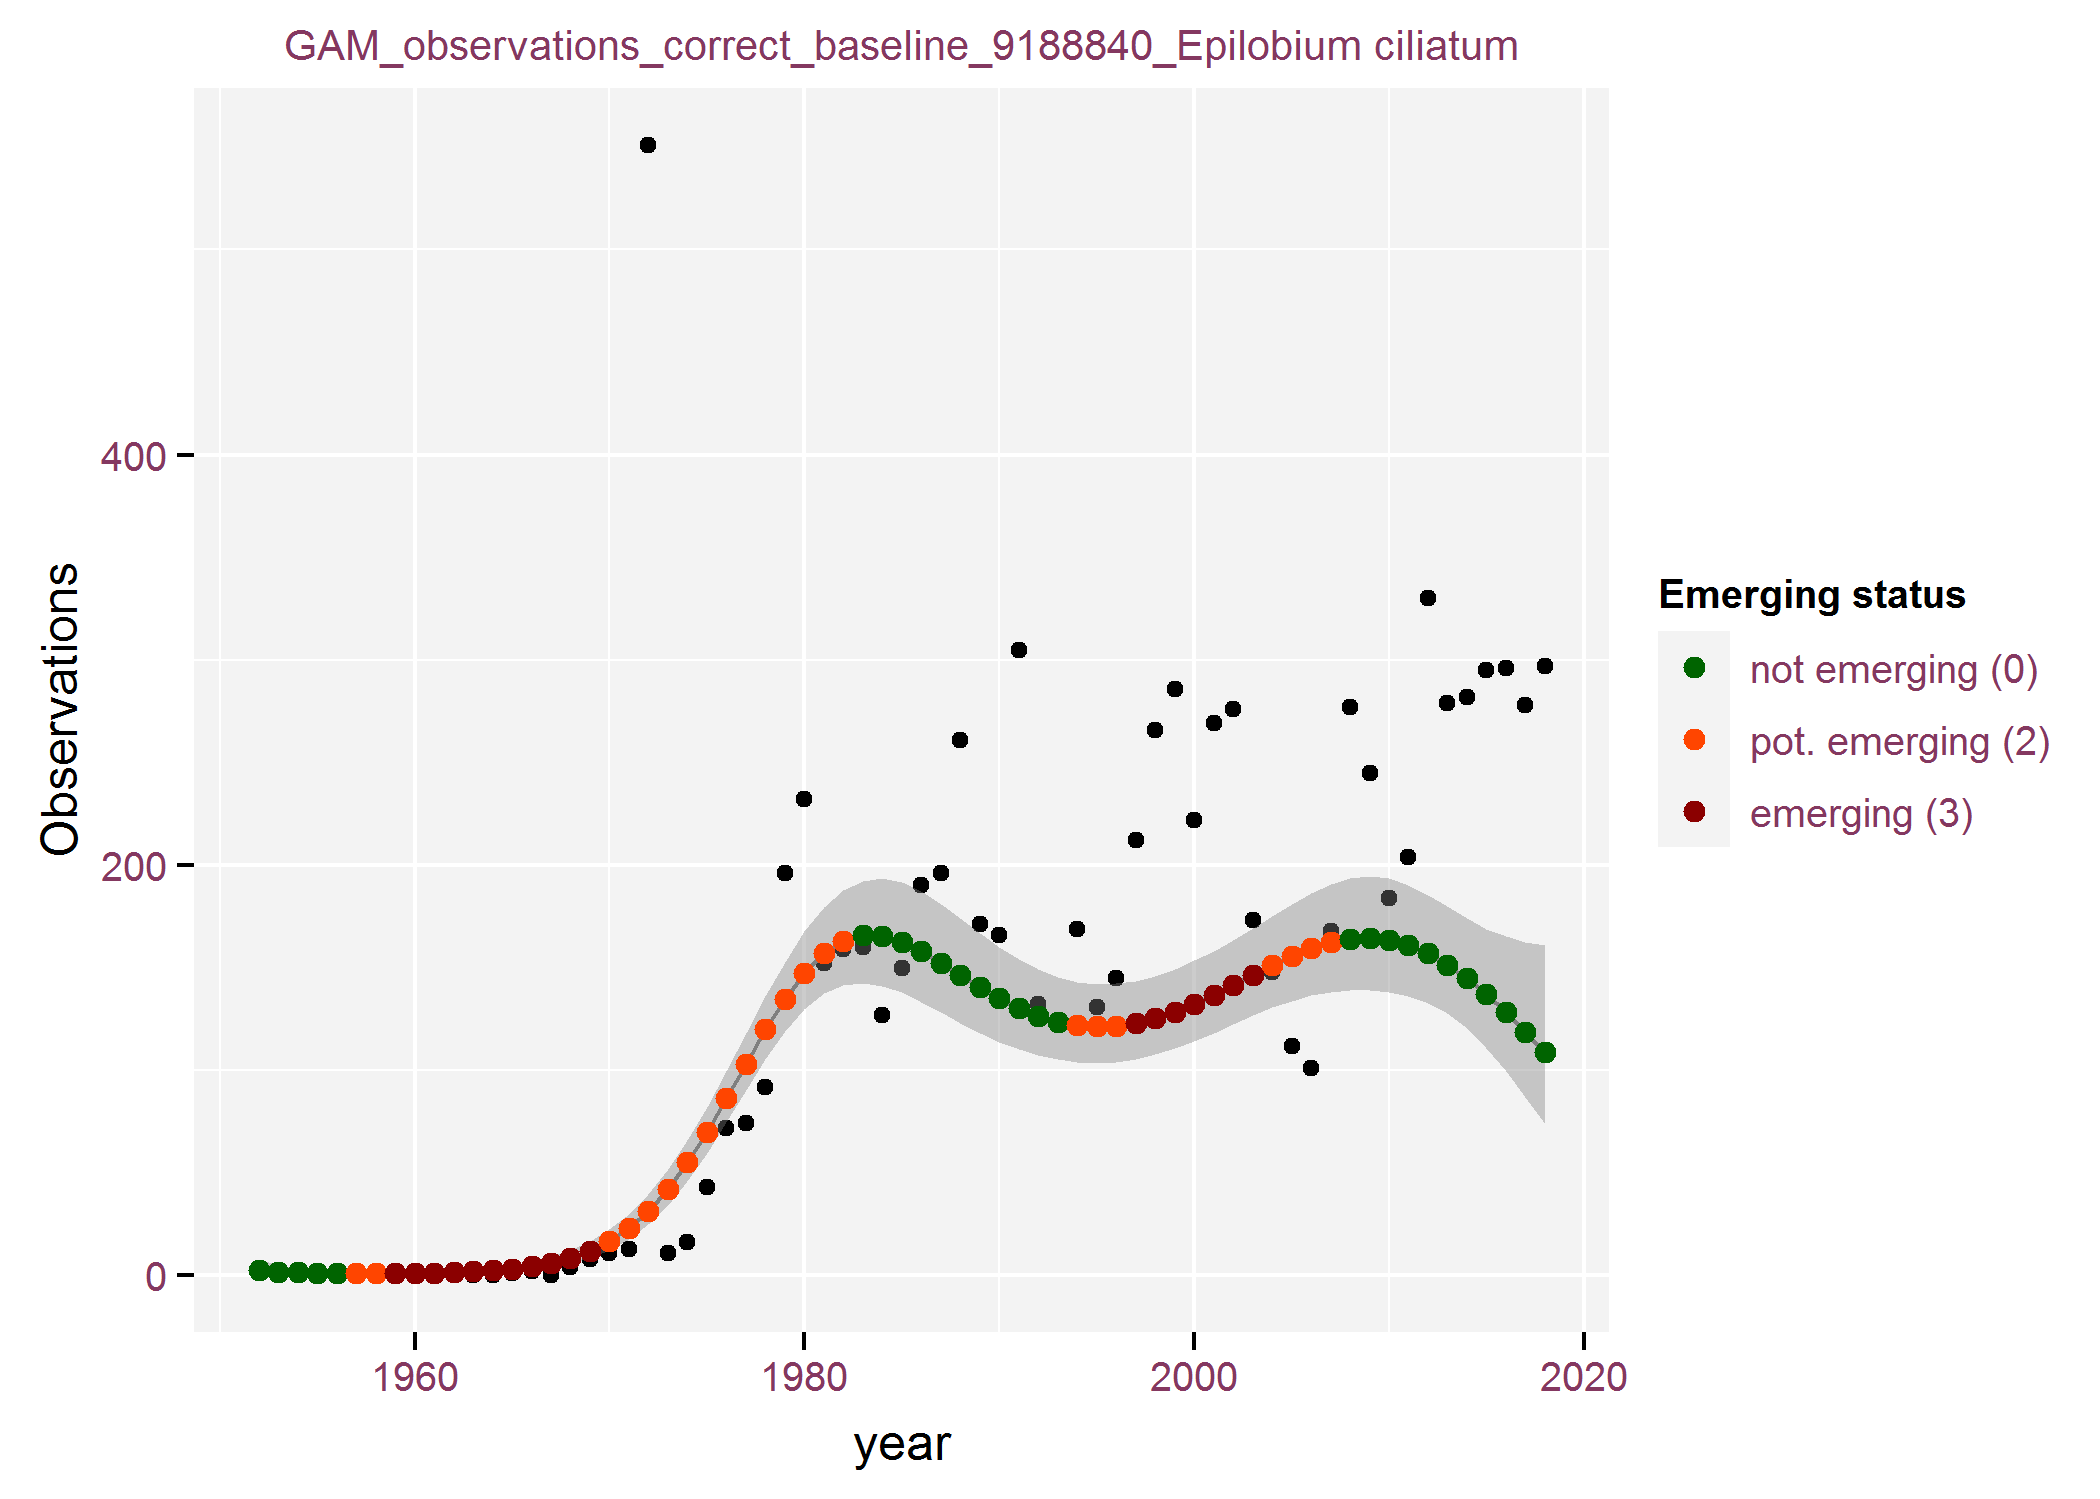 GAM_observations_correct_baseline_9188840_Epilobium ciliatum
Observations
400
200
0
1960
1980
2000
2020
year
Emerging status
not emerging (0)
pot. emerging (2)
emerging (3)